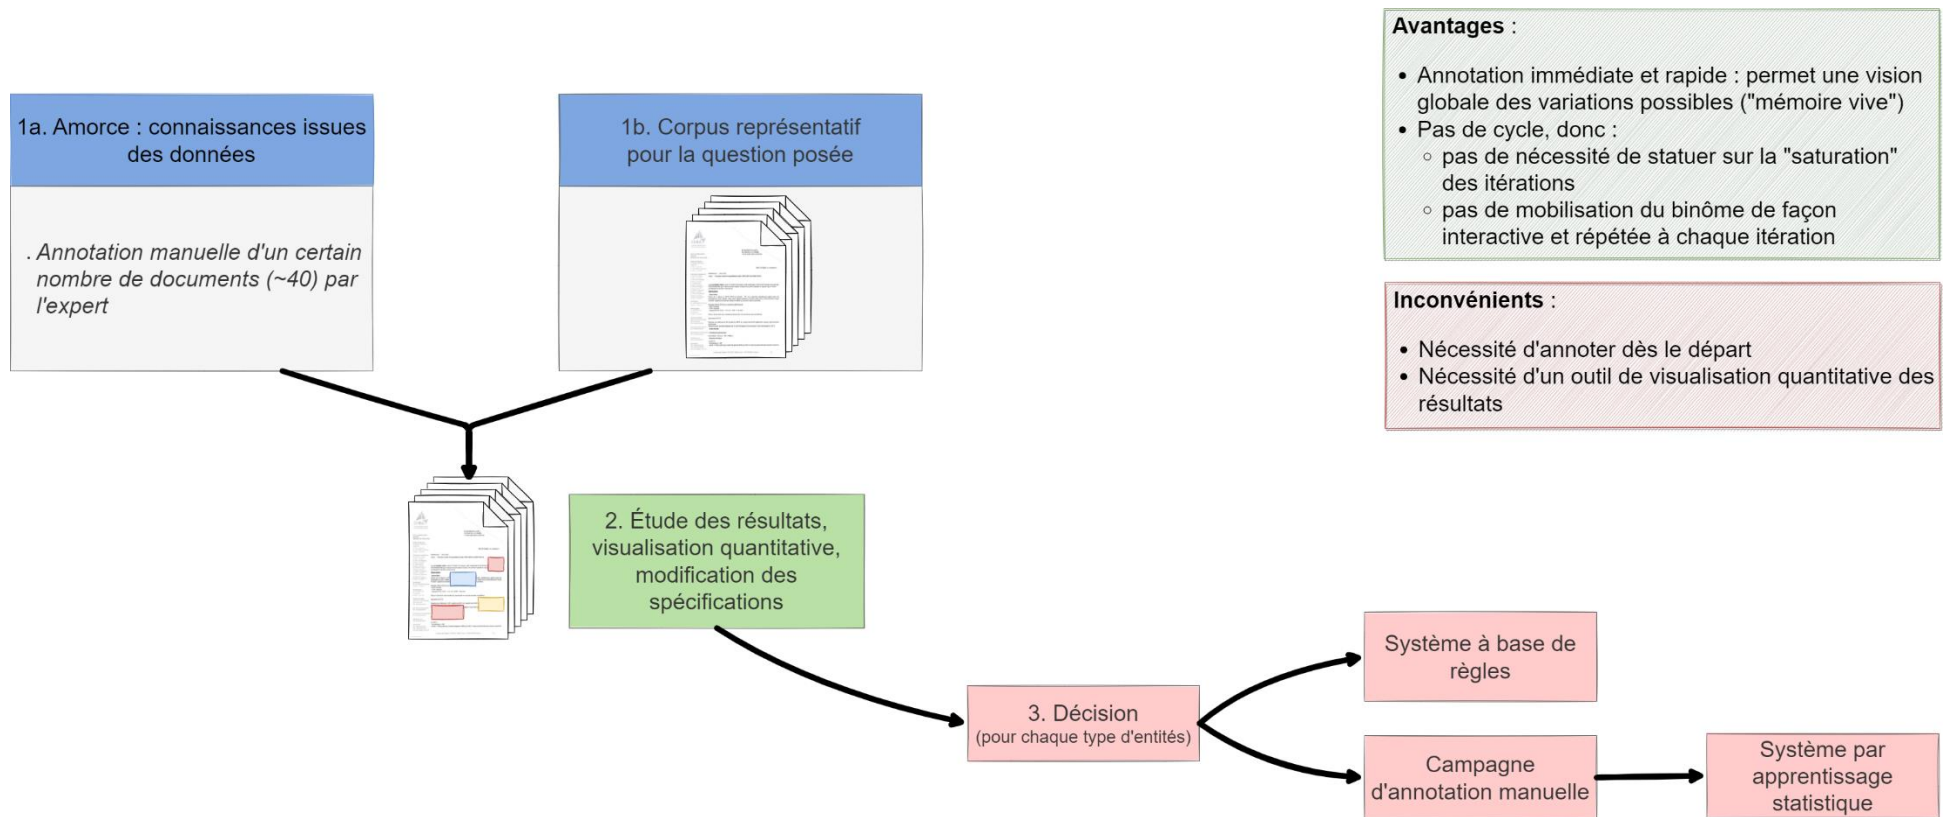 1a. Amorce : connaissances issues
des données
. Annotation manuelle d'un certain
nombre de documents (~40) par
l'expert
1b. Corpus représentatif
pour la question posée
Avantages :
• Annotation immédiate et rapide : permet une vision
globale des variations possibles ("mémoire vive")
• Pas de cycle, donc :
◦ pas de nécessité de statuer sur la "saturation"
des itérations
◦ pas de mobilisation du binôme de façon
interactive et répétée à chaque itération
Inconvénients :
• Nécessité d'annoter dès le départ
• Nécessité d'un outil de visualisation quantitative des
résultats
2. Étude des résultats,
visualisation quantitative,
modification des
spécifications
3. Décision
(pour chaque type d'entités)
Système à base de
règles
Campagne
d'annotation manuelle
Système par
apprentissage
statistique